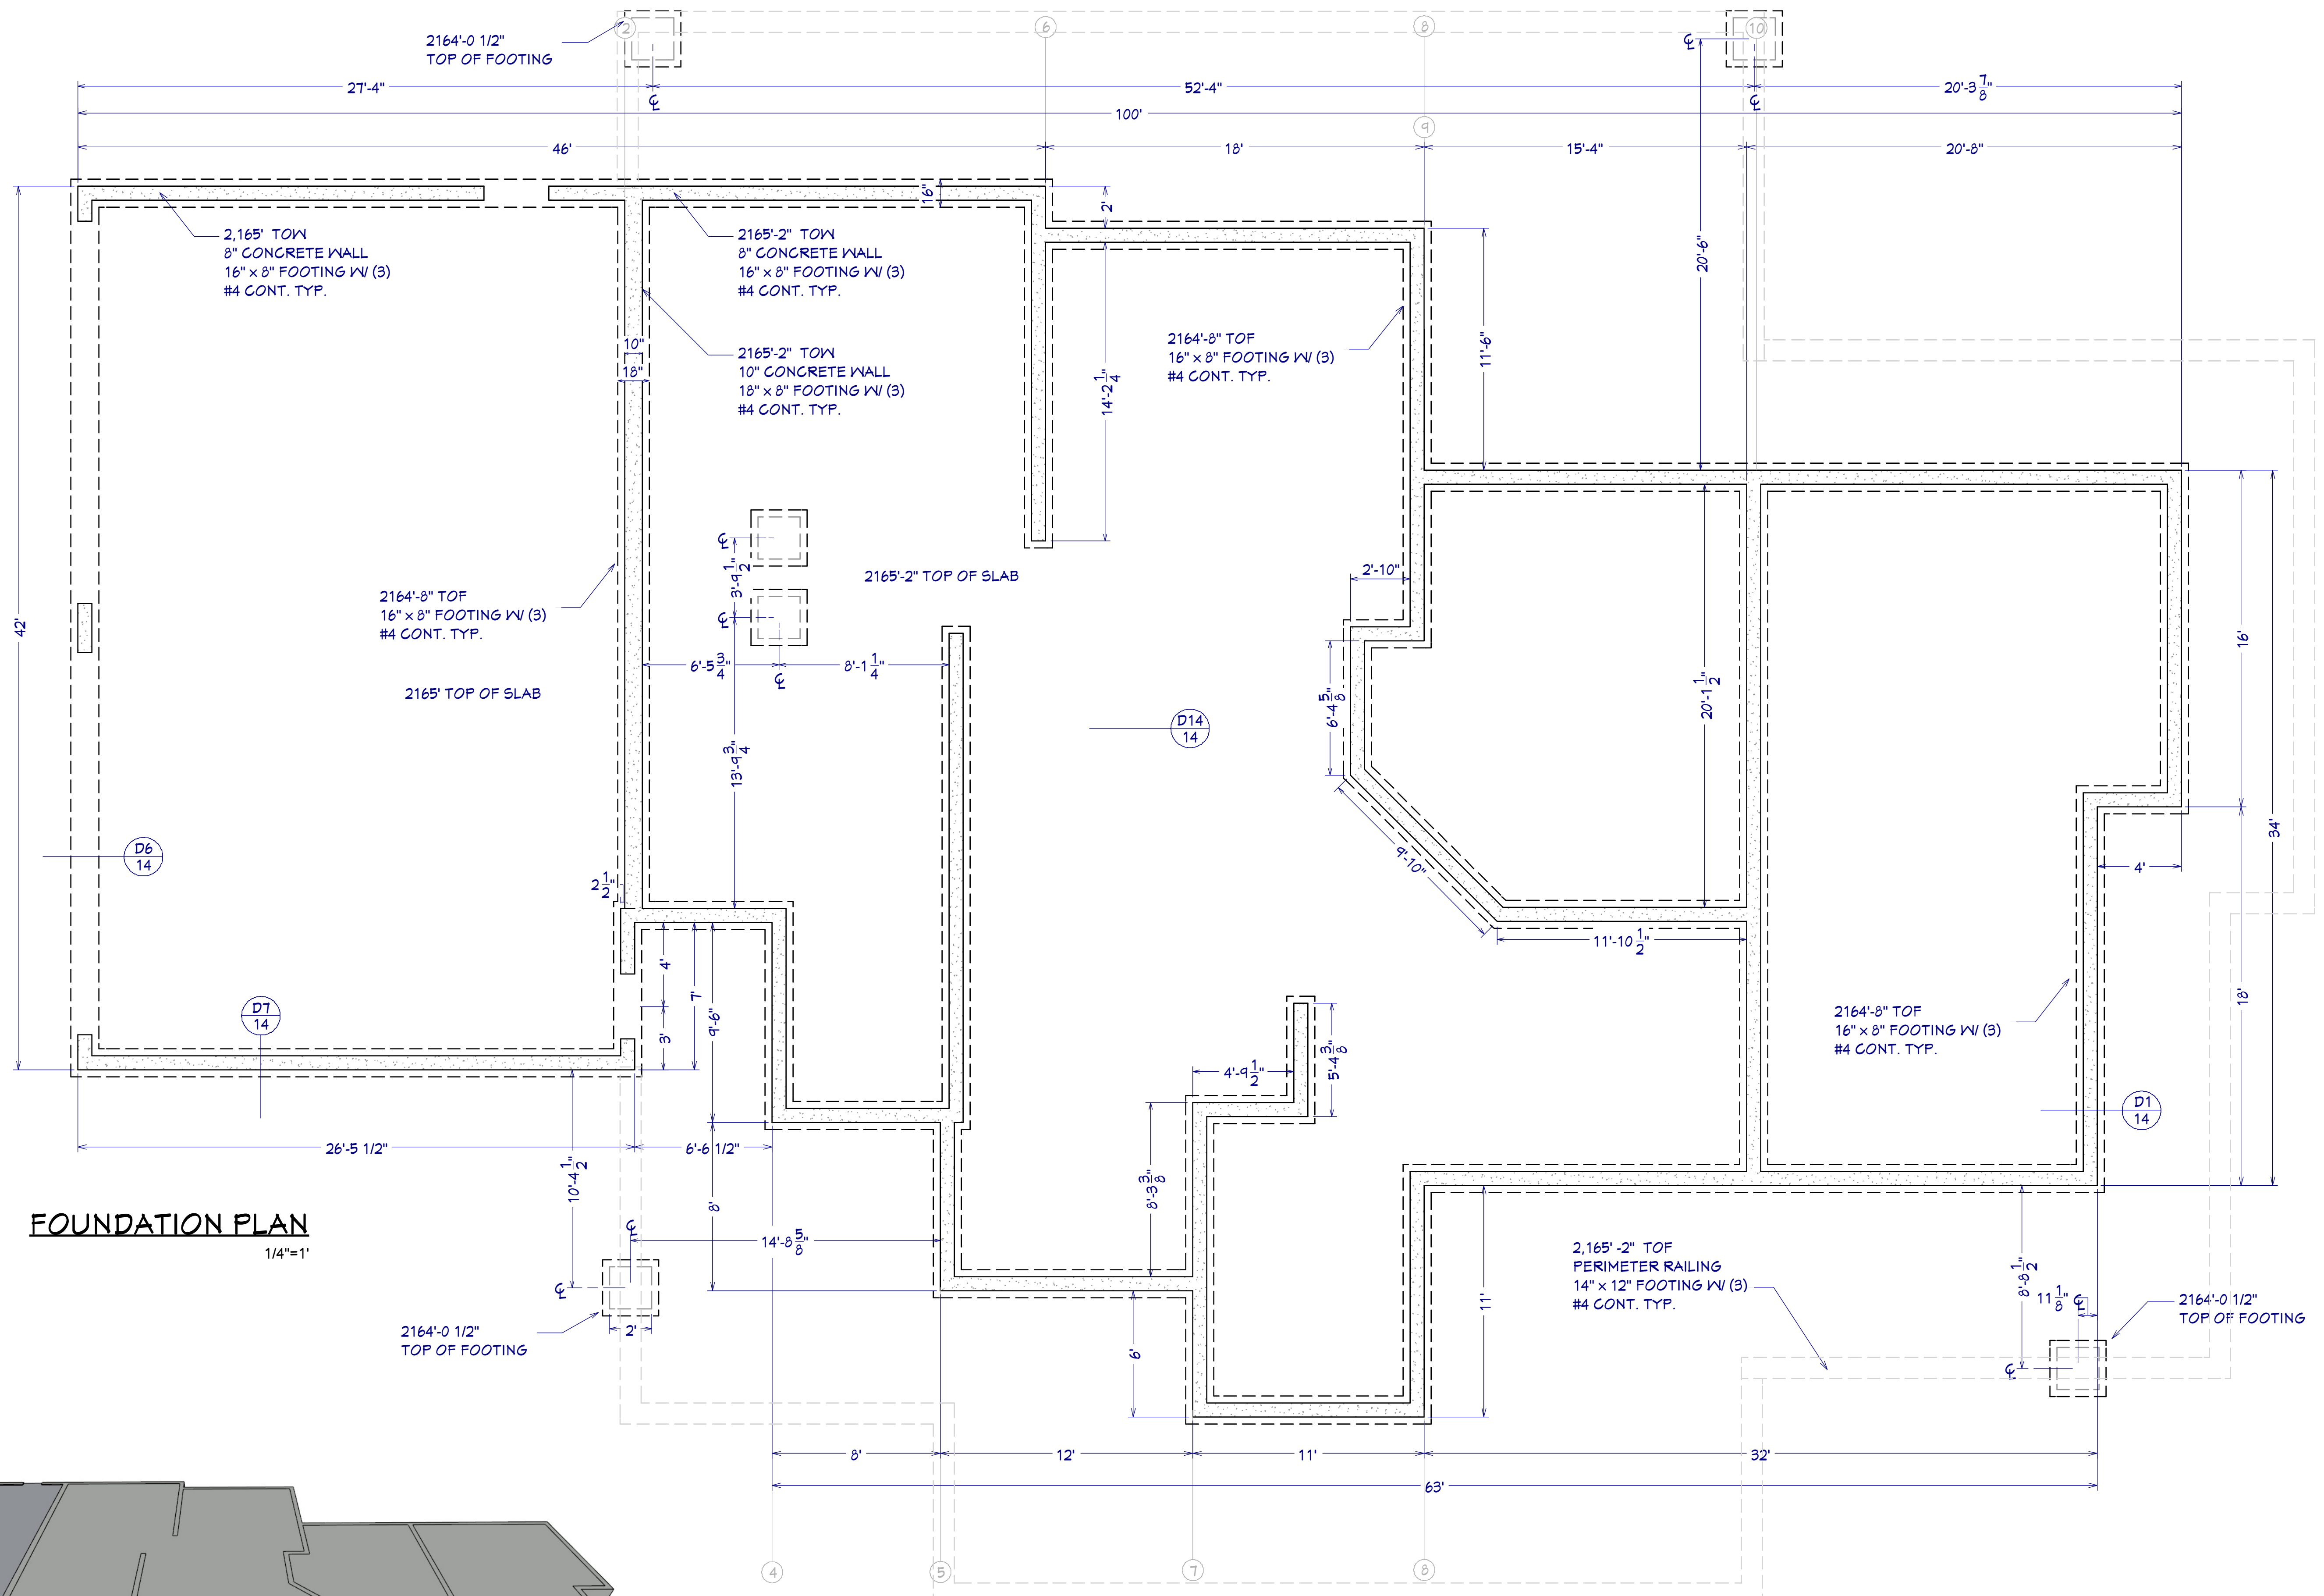 2
6
8
10
2164'-0 1/2"
TOP OF FOOTING
℄
27'-4"
52'-4"
20'-3 7/8"
℄
℄
100'
9
46'
18'
15'-4"
20'-8"
16"
2'
2,165' TOW
8" CONCRETE WALL
16" x 8" FOOTING W/ (3)
#4 CONT. TYP.
2165'-2" TOW
8" CONCRETE WALL
16" x 8" FOOTING W/ (3)
#4 CONT. TYP.
20'-6"
10"
18"
2165'-2" TOW
10" CONCRETE WALL
18" x 8" FOOTING W/ (3)
#4 CONT. TYP.
14'-2 1/4"
2164'-8" TOF
16" x 8" FOOTING W/ (3)
#4 CONT. TYP.
11'-6"
℄
3'-9 1/2"
℄
2165'-2" TOP OF SLAB
2'-10"
42'
2164'-8" TOF
16" x 8" FOOTING W/ (3)
#4 CONT. TYP.
16'
6'-5 3/4"
8'-1 1/4"
℄
2165' TOP OF SLAB
6'-4 5/8"
20'-1 1/2"
D14
14
13'-9 3/4"
34'
D6
14
9'-10"
4'
2 1/2"
11'-10 1/2"
4'
7'
9'-6"
3'
D7
14
18'
2164'-8" TOF
16" x 8" FOOTING W/ (3)
#4 CONT. TYP.
4'-9 1/2"
5'-4 3/8"
D1
14
26'-5 1/2"
6'-6 1/2"
10'-4 1/2"
8'
8'-3 3/8"
FOUNDATION PLAN
1/4"=1'
℄
14'-8 5/8"
2,165' -2" TOF
PERIMETER RAILING
14" x 12" FOOTING W/ (3)
#4 CONT. TYP.
8'-8 1/2"
℄
11 1/8"
℄
2164'-0 1/2"
TOP OF FOOTING
11'
2164'-0 1/2"
TOP OF FOOTING
2'
6'
℄
8'
12'
11'
32'
63'
4
5
7
8